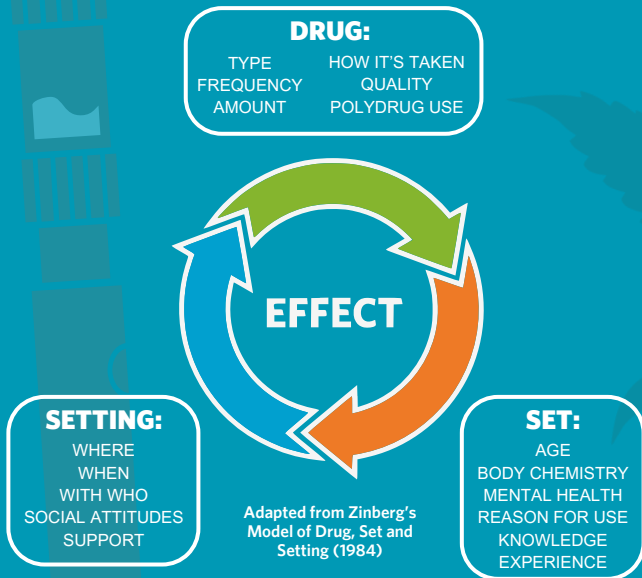 DRUG:
TYPE
FREQUENCY
AMOUNT
HOW IT'S TAKEN
QUALITY
POLYDRUG USE
EFFECT
SETTING:
WHERE
WHEN
WITH WHO
SOCIAL ATTITUDES
SUPPORT
Adapted from Zinberg's
Model of Drug, Set and
Setting (1984)
SET:
AGE
BODY CHEMISTRY
MENTAL HEALTH
REASON FOR USE
KNOWLEDGE
EXPERIENCE